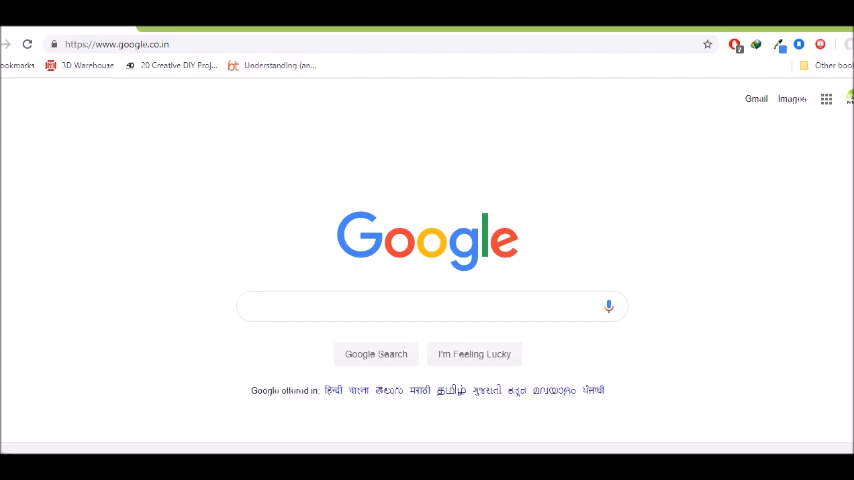 https://www.google.co.in
ookmarks 3D Warehouse 20 Creative DIY Proj... Understanding (an... Other book
Gmail Images
Google
Google Search I'm Feeling Lucky
Google offered in: हिन्दी বাংলা తెలుగు मराठी தமிழ் ગુજરાતી ಕನ್ನಡ മലയാളം ਪੰਜਾਬੀ